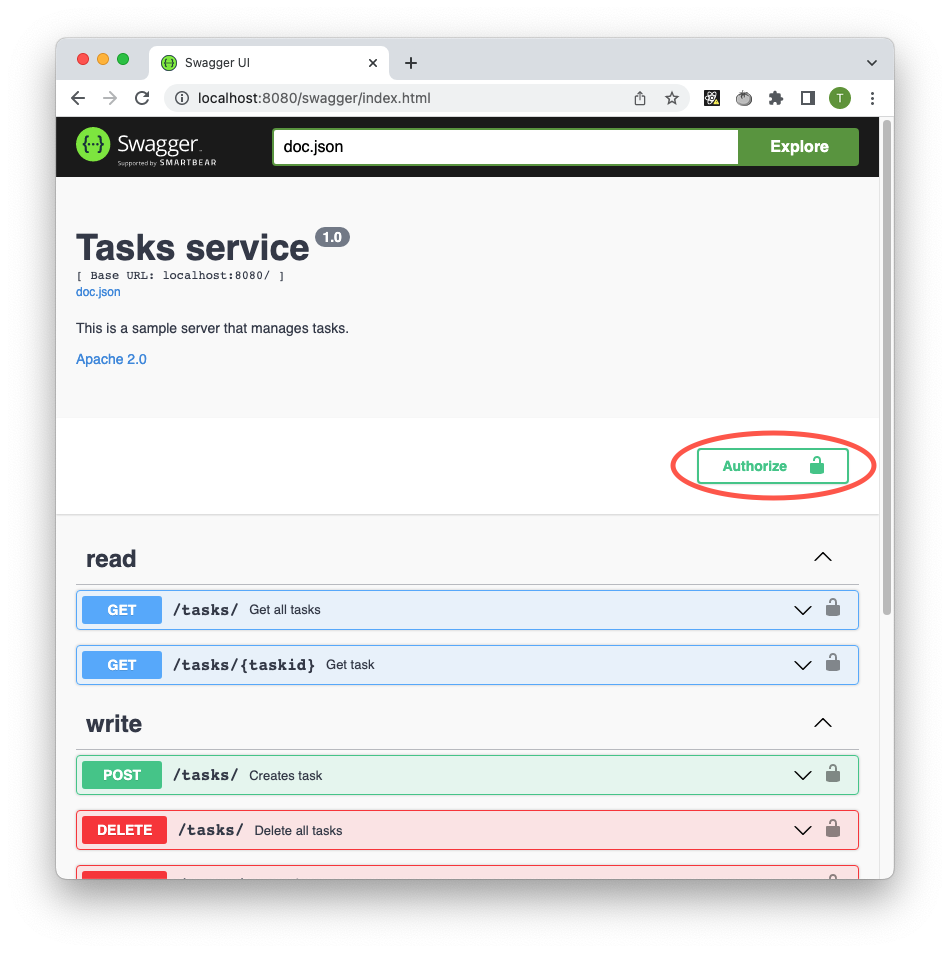 Swagger UI
localhost:8080/swagger/index.html
T
Swagger
Supported by SMARTBEAR
doc.json
Explore
Tasks service 1.0
[ Base URL: localhost:8080/ ]
doc.json
This is a sample server that manages tasks.
Apache 2.0
Authorize
read
GET /tasks/ Get all tasks
GET /tasks/{taskid} Get task
write
POST /tasks/ Creates task
DELETE /tasks/ Delete all tasks